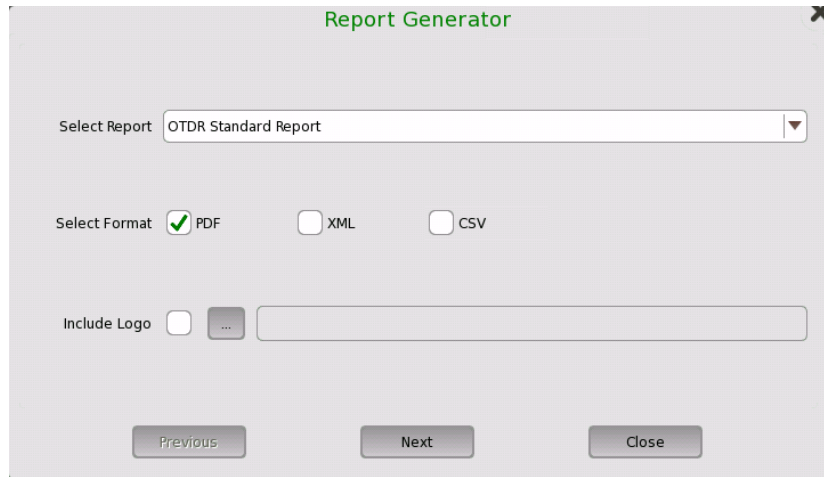 Report Generator
Select Report OTDR Standard Report
Select Format PDF XML CSV
Include Logo ...
Previous Next Close